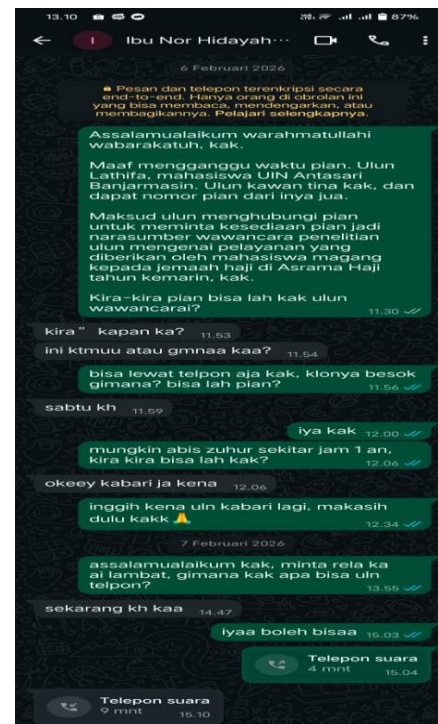 13.10
87%
Ibu Nor Hidayah...
6 Februari 2026
Pesan dan telepon terenkripsi secara
end-to-end. Hanya orang di obrolan ini
yang bisa membaca, mendengarkan, atau
membagikannya. Pelajari selengkapnya.
Assalamualaikum warahmatullahi
wabarakatuh, kak.
Maaf mengganggu waktu pian. Ulun
Lathifa, mahasiswa UIN Antasari
Banjarmasin. Ulun kawan tina kak, dan
dapat nomor pian dari inya jua.
Maksud ulun menghubungi pian
untuk meminta kesediaan pian jadi
narasumber wawancara penelitian
ulun mengenai pelayanan yang
diberikan oleh mahasiswa magang
kepada jemaah haji di Asrama Haji
tahun kemarin, kak.
Kira-kira pian bisa lah kak ulun
wawancarai?
11.30
kira" kapan ka? 11.53
ini ktmuu atau gmnaa kaa? 11.54
bisa lewat telpon aja kak, klonya besok
gimana? bisa lah pian? 11.56
sabtu kh 11.59
iya kak 12.00
mungkin abis zuhur sekitar jam 1 an,
kira kira bisa lah kak? 12.06
okeey kabari ja kena 12.06
inggih kena uln kabari lagi, makasih
dulu kakk 🙏 12.34
7 Februari 2026
assalamualaikum kak, minta rela ka
ai lambat, gimana kak apa bisa uln
telpon? 13.55
sekarang kh kaa 14.47
iyaa boleh bisaa 15.03
Telepon suara
4 mnt 15.04
Telepon suara
9 mnt 15.10